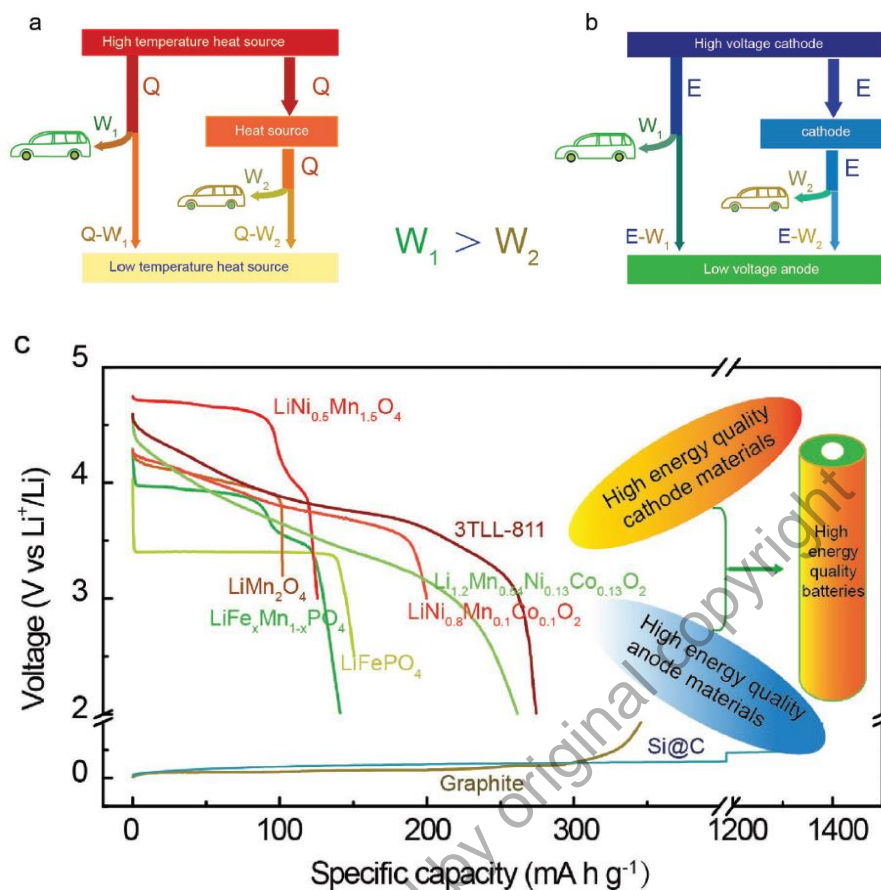 a
High temperature heat source
Q
Q
W₁
Heat source
Q
W₂
Q-W₁
Q-W₂
Low temperature heat source
W₁ > W₂
b
High voltage cathode
E
E
W₁
cathode
E
W₂
E-W₁
E-W₂
Low voltage anode
c
5
4
3
2
0
Voltage (V vs Li⁺/Li)
LiNi₀.₅Mn₁.₅O₄
3TLL-811
Li₁.₂Mn₀.₅₄Ni₀.₁₃Co₀.₁₃O₂
LiMn₂O₄
LiNi₀.₈Mn₀.₁Co₀.₁O₂
LiFeₓMn₁₋ₓPO₄
LiFePO₄
Si@C
Graphite
High energy quality
cathode materials
High energy quality
anode materials
High
energy
quality
batteries
0 100 200 300 1200 1400
Specific capacity (mA h g⁻¹)
by original copyright